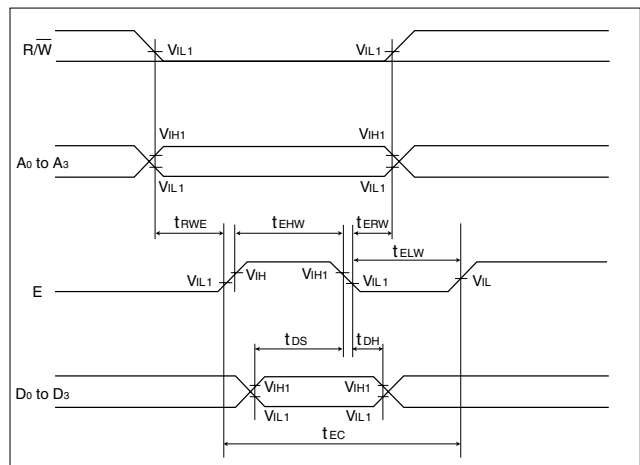 R/W̅ VIL1 VIL1
VIH1 VIH1
A0 to A3
VIL1 VIL1
tRWE tEHW tERW
tELW
VIL1 VIH VIH1 VIL1 VIL
E
tDS tDH
VIH1 VIH1
D0 to D3
VIL1 VIL1
tEC